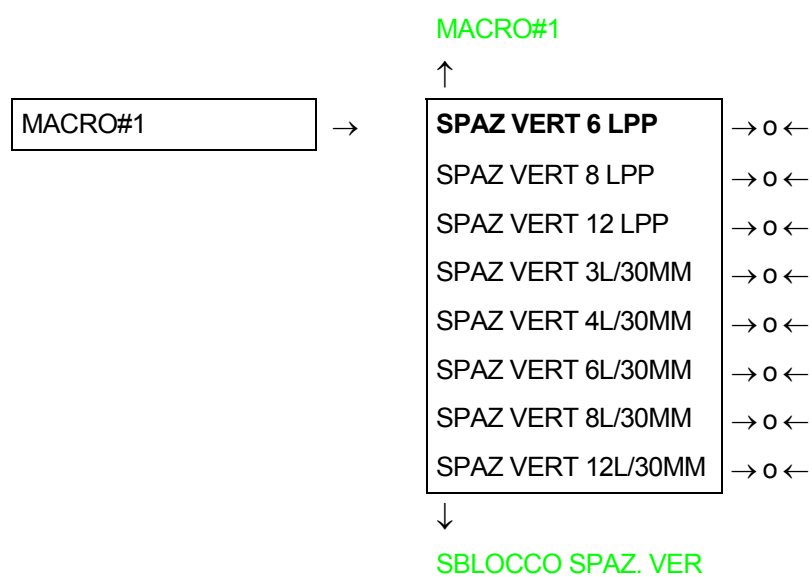 MACRO#1
↑
MACRO#1 → SPAZ VERT 6 LPP → o ←
SPAZ VERT 8 LPP → o ←
SPAZ VERT 12 LPP → o ←
SPAZ VERT 3L/30MM → o ←
SPAZ VERT 4L/30MM → o ←
SPAZ VERT 6L/30MM → o ←
SPAZ VERT 8L/30MM → o ←
SPAZ VERT 12L/30MM → o ←
↓
SBLOCCO SPAZ. VER